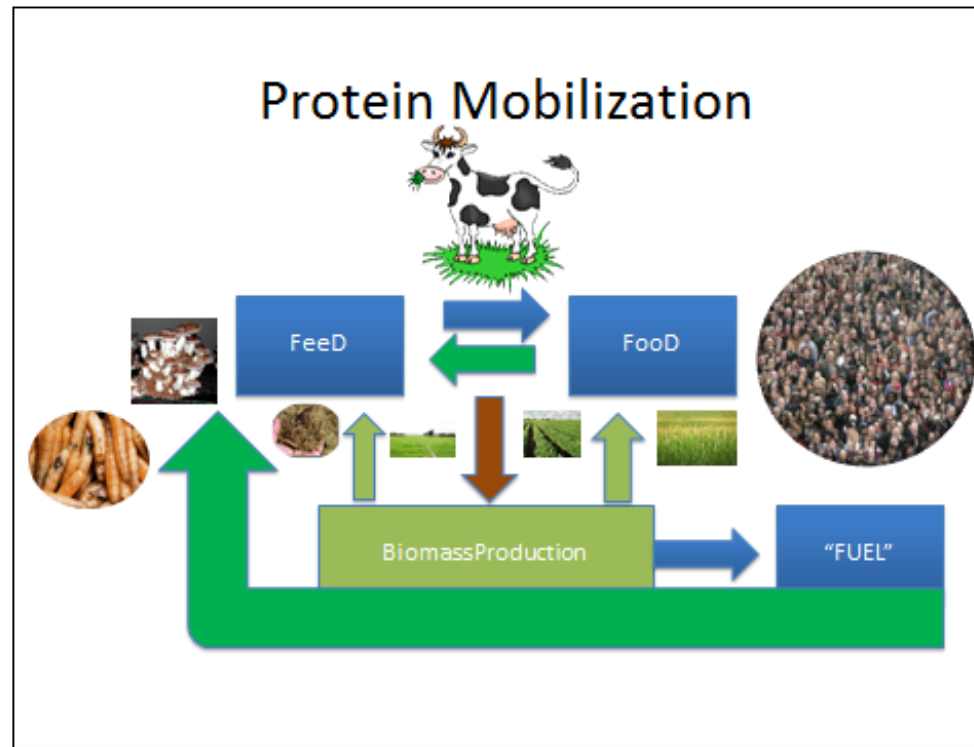 Protein Mobilization
FeeD
FooD
BiomassProduction
“FUEL”